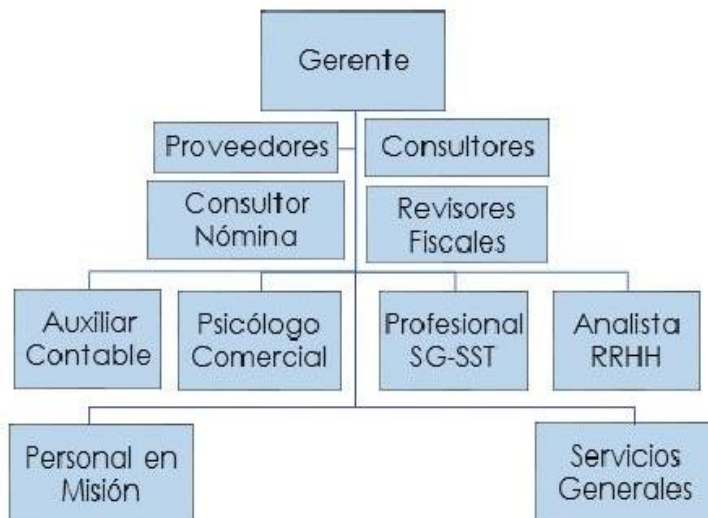 Gerente
Proveedores
Consultores
Consultor
Nómina
Revisores
Fiscales
Auxiliar
Contable
Psicólogo
Comercial
Profesional
SG-SST
Analista
RRHH
Personal en
Misión
Servicios
Generales